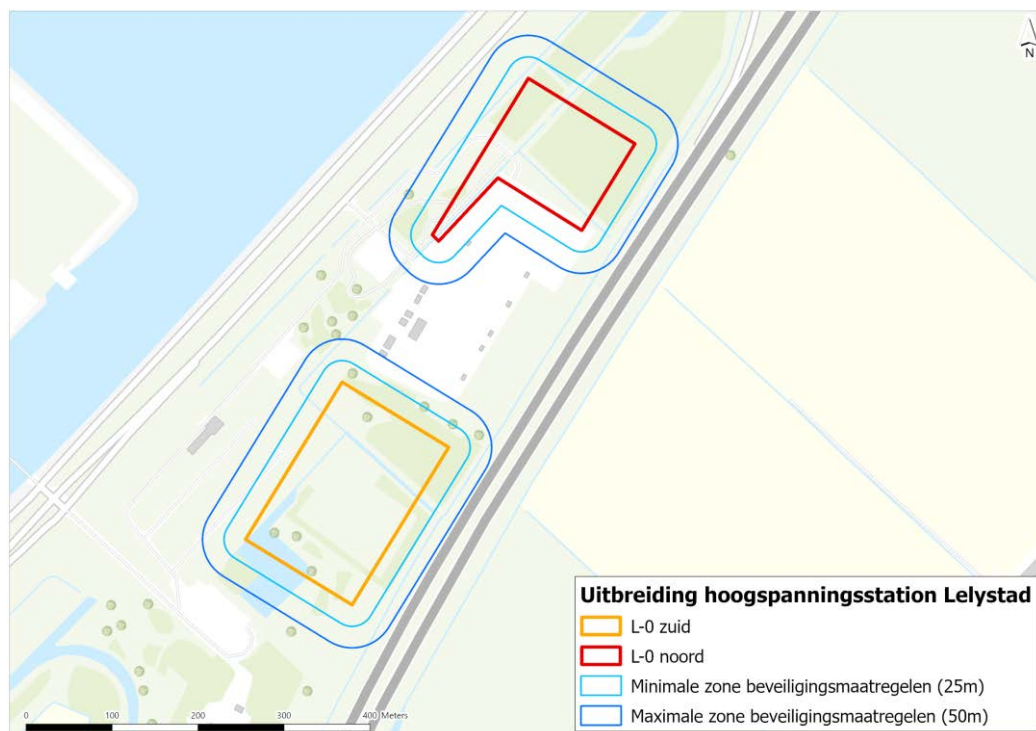 N
Uitbreiding hoogspanningsstation Lelystad
L-0 zuid
L-0 noord
Minimale zone beveiligingsmaatregelen (25m)
Maximale zone beveiligingsmaatregelen (50m)
0 100 200 300 400 Meters